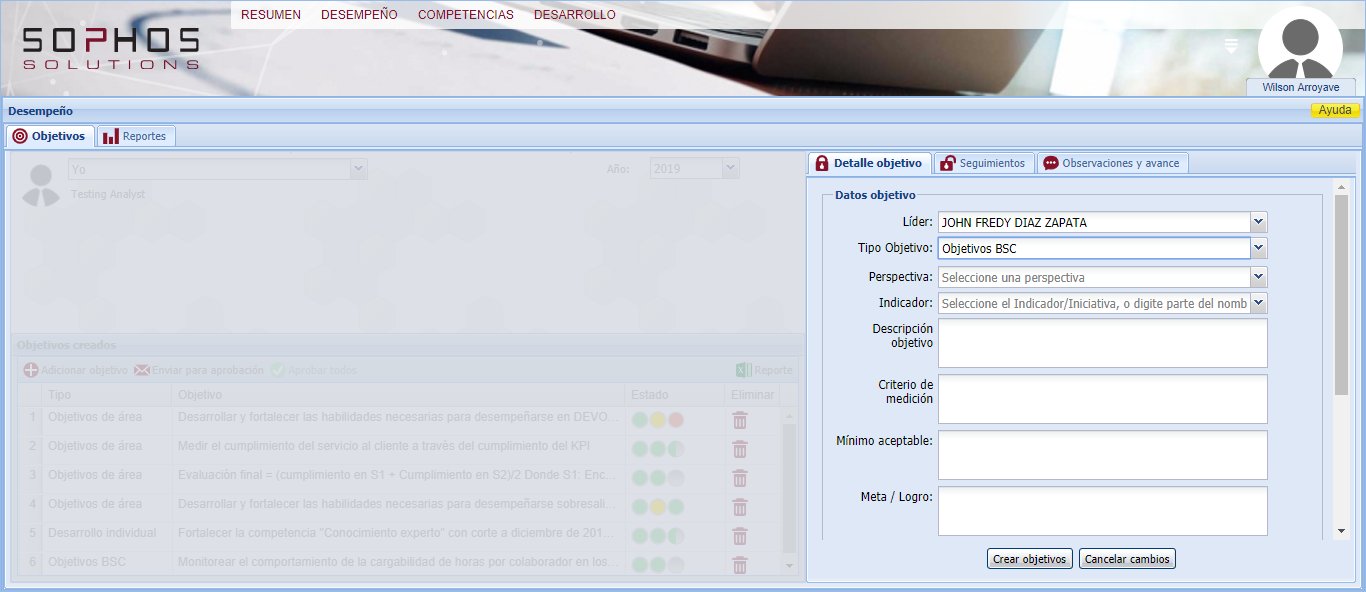 RESUMEN DESEMPEÑO COMPETENCIAS DESARROLLO
SOPHOS
SOLUTIONS
Wilson Arroyave
Desempeño
Ayuda
Objetivos Reportes
Yo Año: 2019
Testing Analyst
Objetivos creados
Adicionar objetivo Enviar para aprobación Aprobar todos Reporte
Tipo Objetivo Estado Eliminar
1 Objetivos de área Desarrollar y fortalecer las habilidades necesarias para desempeñarse en DEVO...
2 Objetivos de área Medir el cumplimiento del servicio al cliente a través del cumplimiento del KPI
3 Objetivos de área Evaluación final = (cumplimiento en S1 + Cumplimiento en S2)/2 Donde S1: Enc...
4 Objetivos de área Desarrollar y fortalecer las habilidades necesarias para desempeñarse sobresali...
5 Desarrollo individual Fortalecer la competencia "Conocimiento experto" con corte a diciembre de 201...
6 Objetivos BSC Monitorear el comportamiento de la cargabilidad de horas por colaborador en los...
Detalle objetivo Seguimientos Observaciones y avance
Datos objetivo
Líder: JOHN FREDY DIAZ ZAPATA
Tipo Objetivo: Objetivos BSC
Perspectiva: Seleccione una perspectiva
Indicador: Seleccione el Indicador/Iniciativa, o digite parte del nomb
Descripción
objetivo
Criterio de
medición
Mínimo aceptable:
Meta / Logro:
Crear objetivos Cancelar cambios